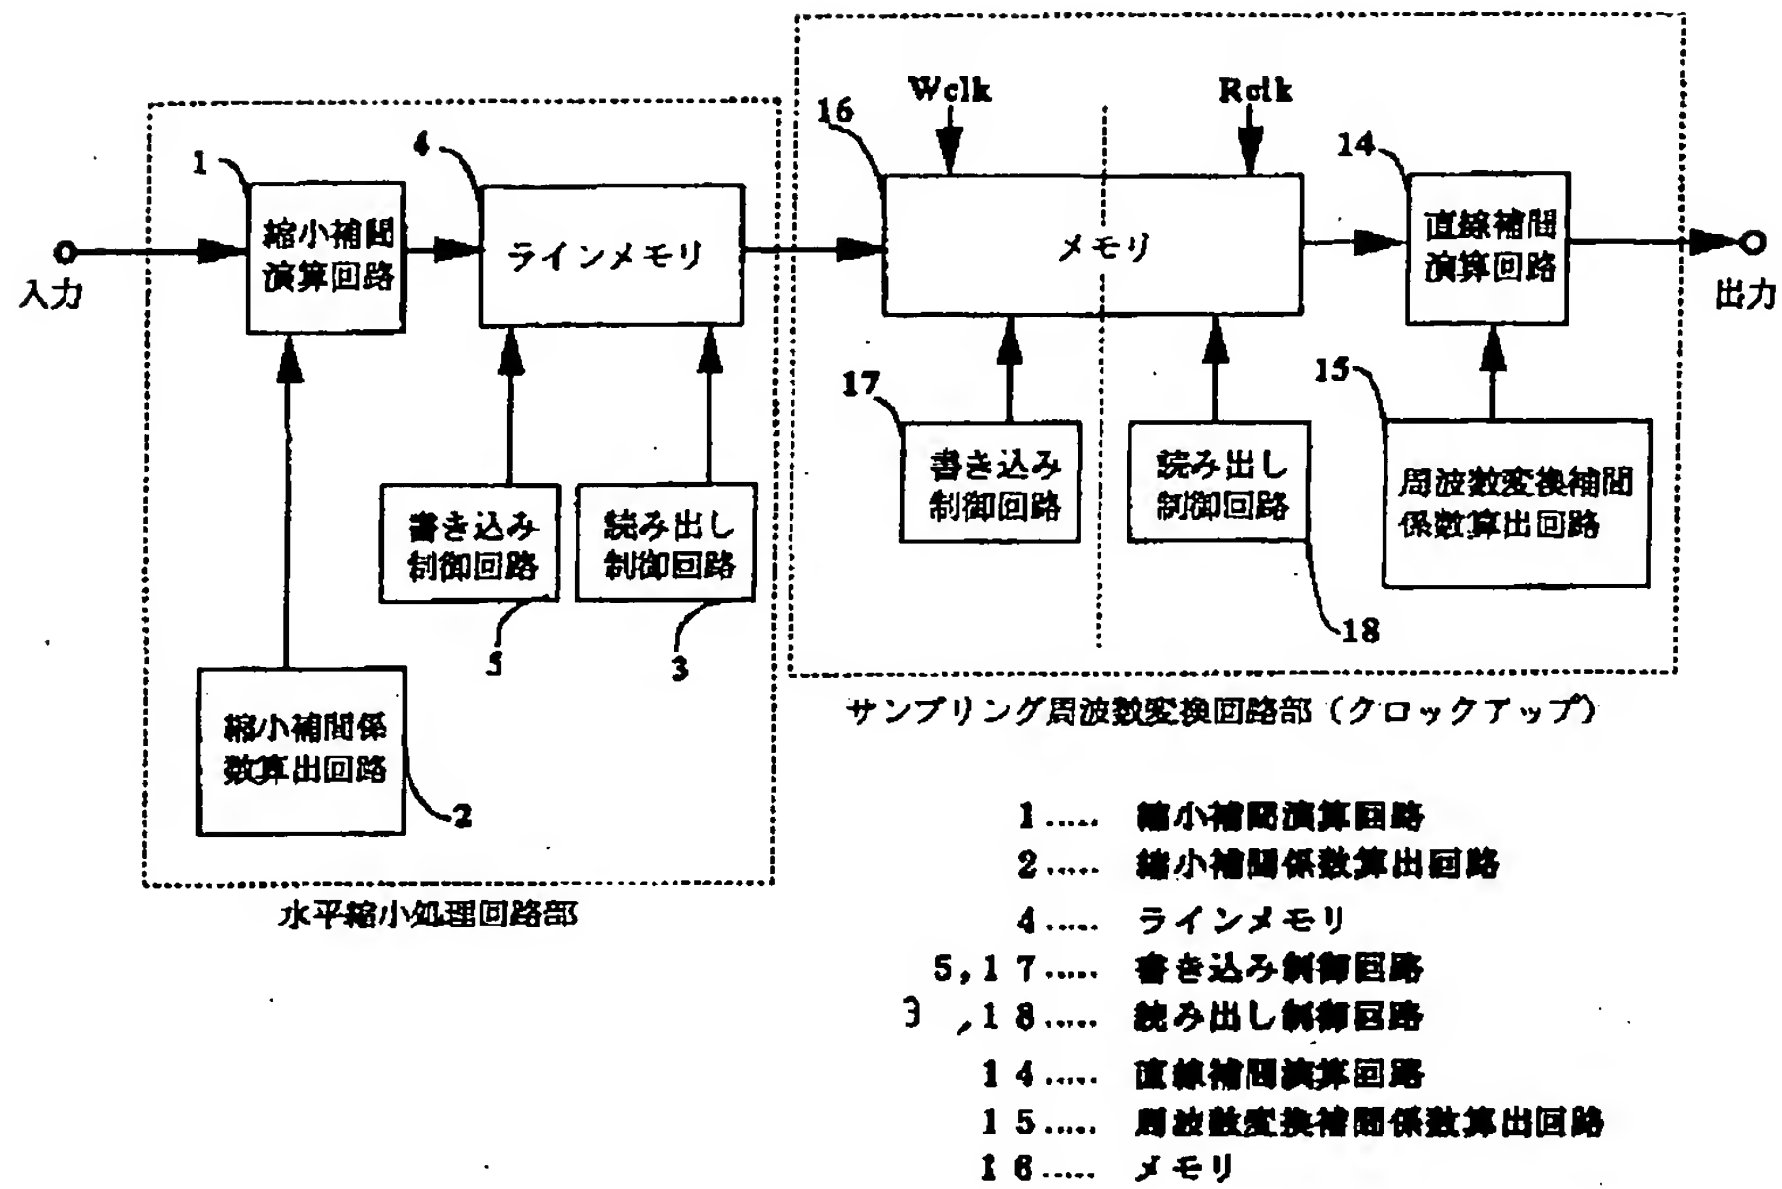 Wclk
Rclk
16
14
1
4
縮小補間
演算回路
ラインメモリ
メモリ
直線補間
演算回路
入力
出力
17
15
書き込み
制御回路
読み出し
制御回路
周波数変換補間
係数算出回路
書き込み
制御回路
読み出し
制御回路
18
5
3
サンプリング周波数変換回路部(クロックアップ)
縮小補間係
数算出回路
2
水平縮小処理回路部
1..... 縮小補間演算回路
2..... 縮小補間係数算出回路
4..... ラインメモリ
5,17..... 書き込み制御回路
3,18..... 読み出し制御回路
14..... 直線補間演算回路
15..... 周波数変換補間係数算出回路
16..... メモリ